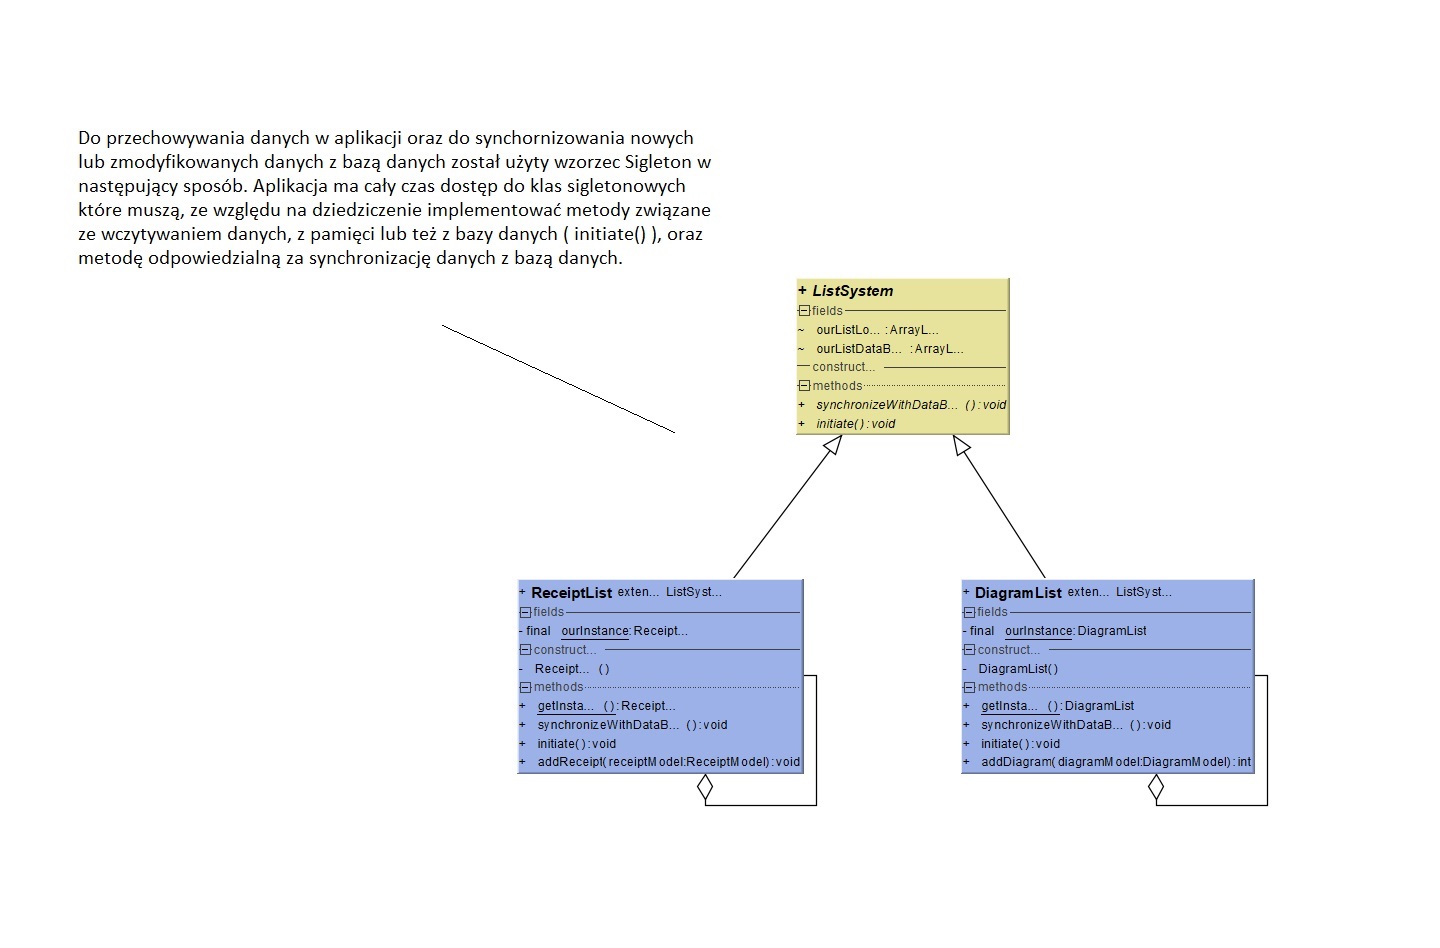 Do przechowywania danych w aplikacji oraz do synchornizowania nowych
lub zmodyfikowanych danych z bazą danych został użyty wzorzec Sigleton w
następujący sposób. Aplikacja ma cały czas dostęp do klas sigletonowych
które muszą, ze względu na dziedziczenie implementować metody związane
ze wczytywaniem danych, z pamięci lub też z bazy danych ( initiate() ), oraz
metodę odpowiedzialną za synchronizację danych z bazą danych.
+ ListSystem
fields
~ ourListLo... :ArrayL...
~ ourListDataB... :ArrayL...
construct...
methods
+ synchronizeWithDataB... ():void
+ initiate():void
+ ReceiptList exten... ListSyst...
fields
- final ourInstance:Receipt...
construct...
- Receipt... ()
methods
+ getInsta... ():Receipt...
+ synchronizeWithDataB... ():void
+ initiate():void
+ addReceipt(receiptModel:ReceiptModel):void
+ DiagramList exten... ListSyst...
fields
- final ourInstance:DiagramList
construct...
- DiagramList()
methods
+ getInsta... ():DiagramList
+ synchronizeWithDataB... ():void
+ initiate():void
+ addDiagram(diagramModel:DiagramModel):int